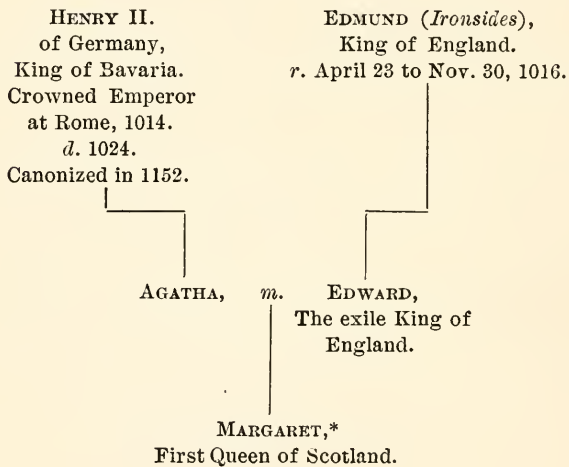 HENRY II.
of Germany,
King of Bavaria.
Crowned Emperor
at Rome, 1014.
d. 1024.
Canonized in 1152.
EDMUND (Ironsides),
King of England.
r. April 23 to Nov. 30, 1016.
AGATHA, m. EDWARD,
The exile King of
England.
MARGARET,*
First Queen of Scotland.